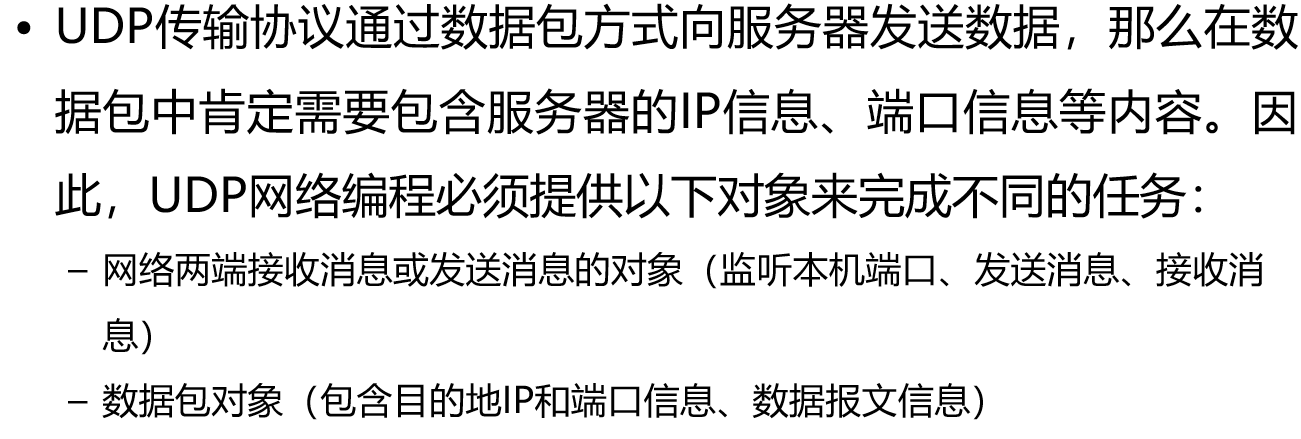 • UDP传输协议通过数据包方式向服务器发送数据，那么在数
据包中肯定需要包含服务器的IP信息、端口信息等内容。因
此，UDP网络编程必须提供以下对象来完成不同的任务：
– 网络两端接收消息或发送消息的对象（监听本机端口、发送消息、接收消
息）
– 数据包对象（包含目的地IP和端口信息、数据报文信息）